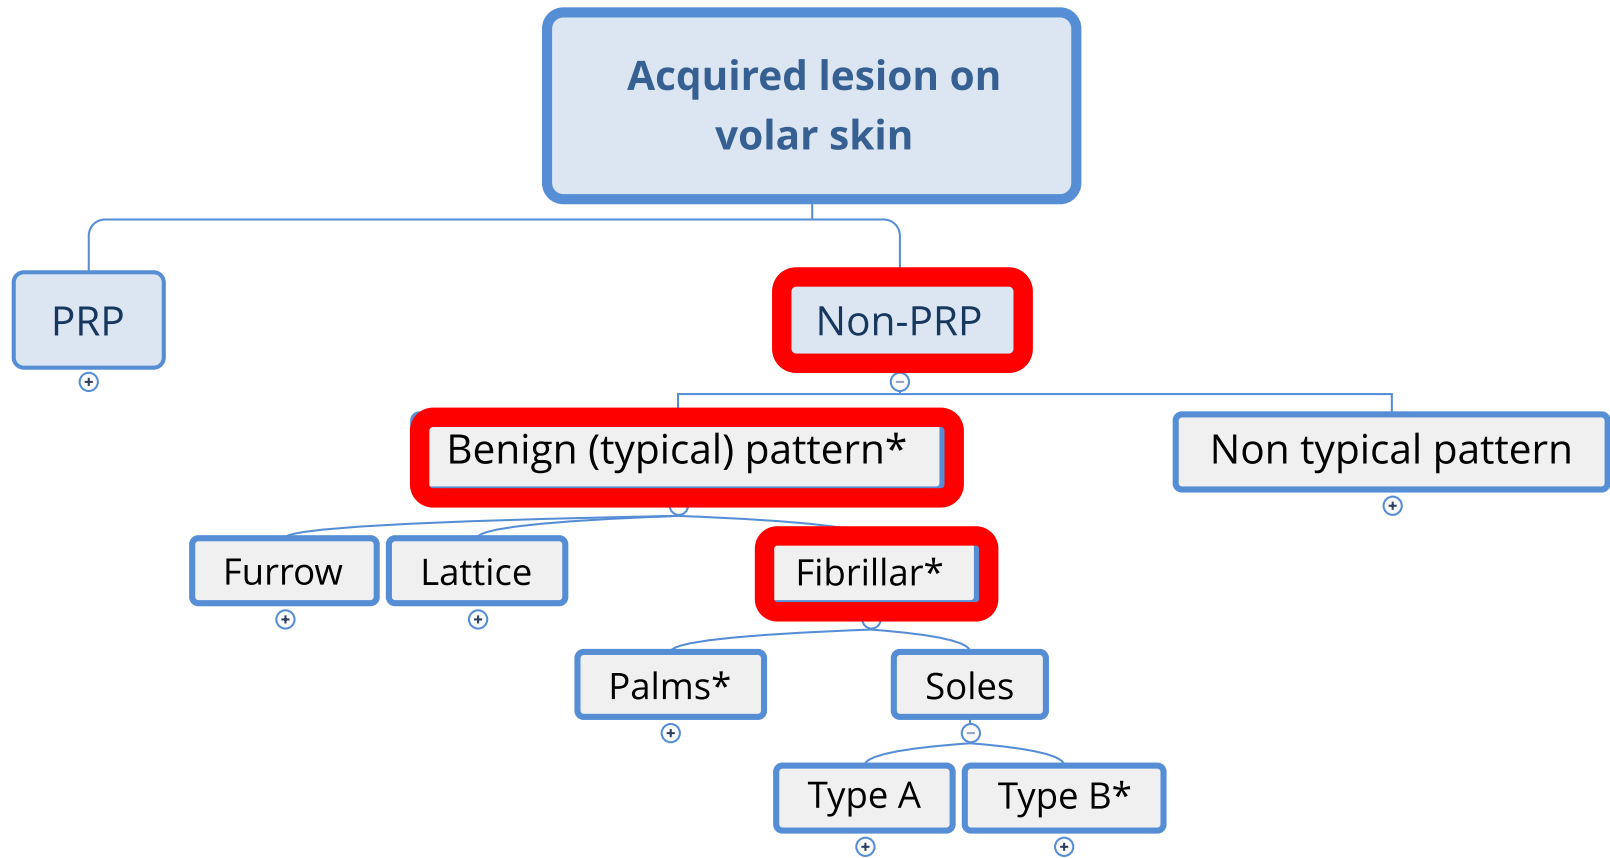 Acquired lesion on
volar skin
PRP
Non-PRP
Benign (typical) pattern*
Non typical pattern
Furrow
Lattice
Fibrillar*
Palms*
Soles
Type A
Type B*